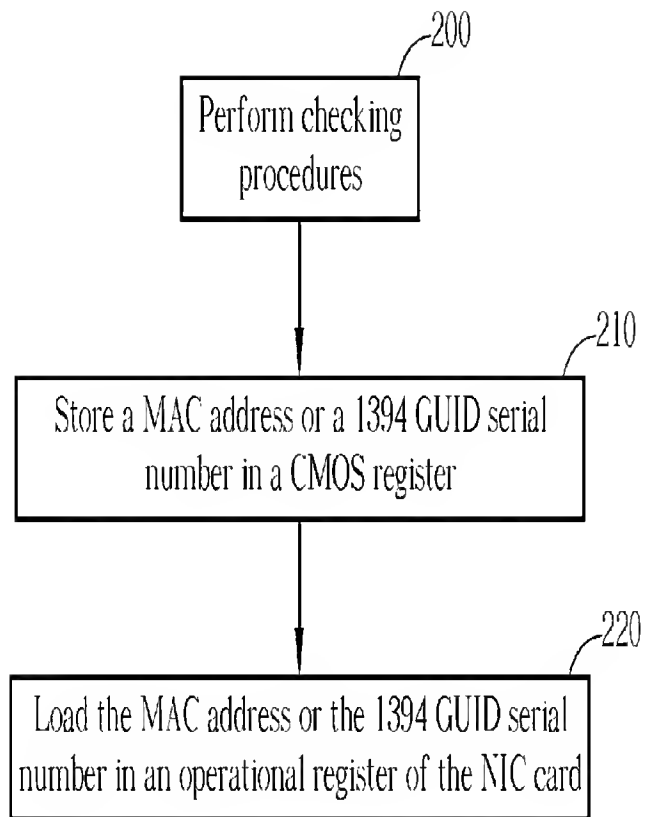 200
Perform checking
procedures
210
Store a MAC address or a 1394 GUID serial
number in a CMOS register
220
Load the MAC address or the 1394 GUID serial
number in an operational register of the NIC card